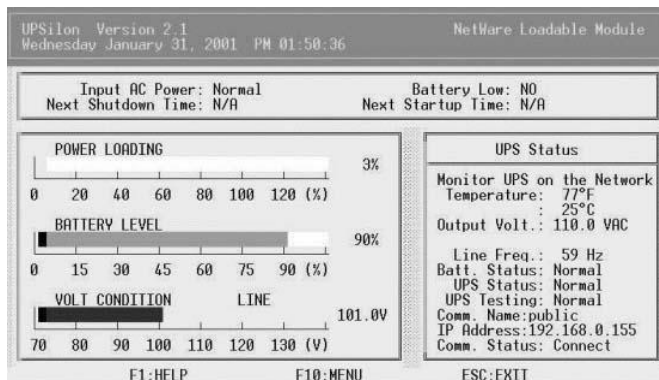 UPSilon Version 2.1
Wednesday January 31, 2001 PM 01:50:36
NetWare Loadable Module
Input AC Power: Normal
Next Shutdown Time: N/A
Battery Low: NO
Next Startup Time: N/A
POWER LOADING
3%
0 20 40 60 80 100 120 (%)
BATTERY LEVEL
90%
0 15 30 45 60 75 90 (%)
VOLT CONDITION LINE
101.0V
70 80 90 100 110 120 130 (V)
UPS Status
Monitor UPS on the Network
Temperature: 77°F
: 25°C
Output Volt.: 110.0 VAC
Line Freq.: 59 Hz
Batt. Status: Normal
UPS Status: Normal
UPS Testing: Normal
Comm. Name:public
IP Address:192.168.0.155
Comm. Status: Connect
F1:HELP F10:MENU ESC:EXIT